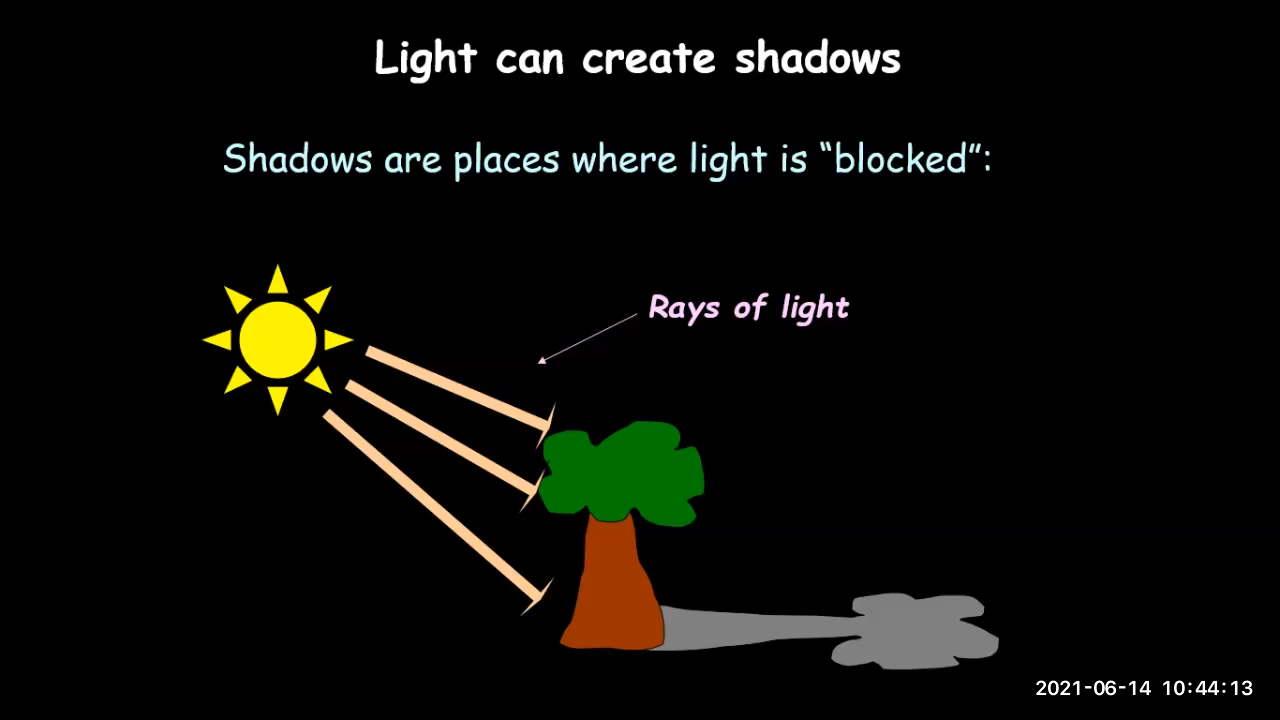 Light can create shadows
Shadows are places where light is “blocked”:
Rays of light
2021-06-14 10:44:13